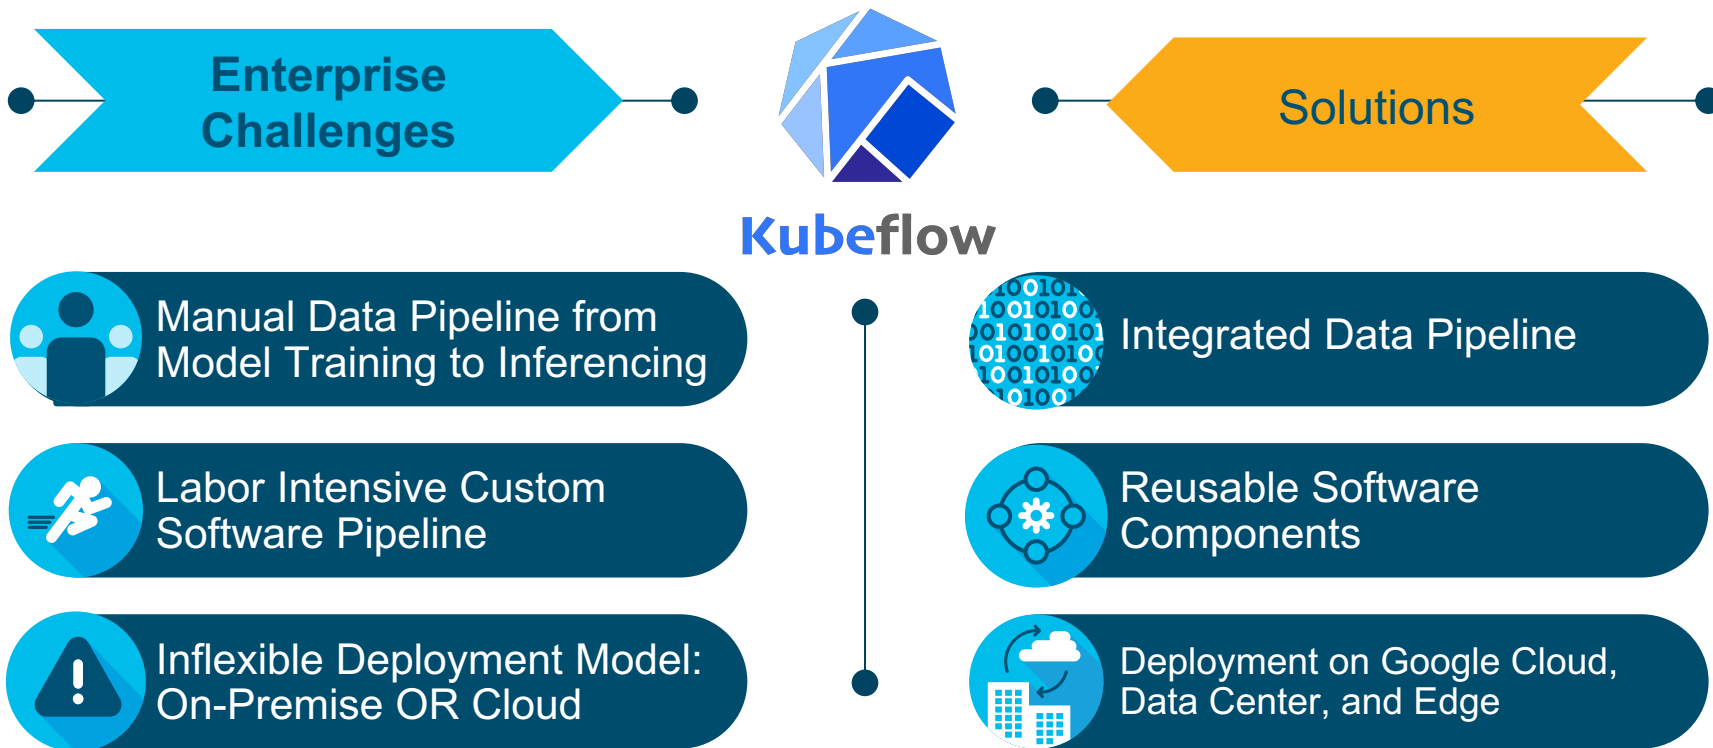 Enterprise
Challenges
Kubeflow
Solutions
Manual Data Pipeline from
Model Training to Inferencing
Integrated Data Pipeline
Labor Intensive Custom
Software Pipeline
Reusable Software
Components
Inflexible Deployment Model:
On-Premise OR Cloud
Deployment on Google Cloud,
Data Center, and Edge